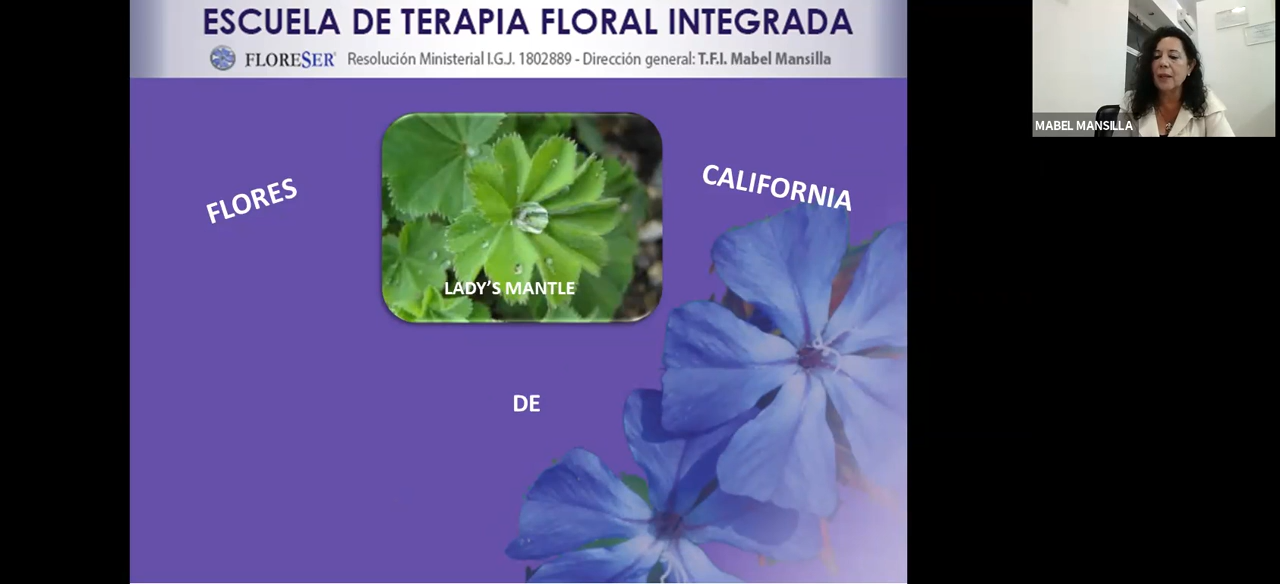 ESCUELA DE TERAPIA FLORAL INTEGRADA
FLORESER® Resolución Ministerial I.G.J. 1802889 - Dirección general: T.F.I. Mabel Mansilla
MABEL MANSILLA
FLORES
CALIFORNIA
LADY'S MANTLE
DE